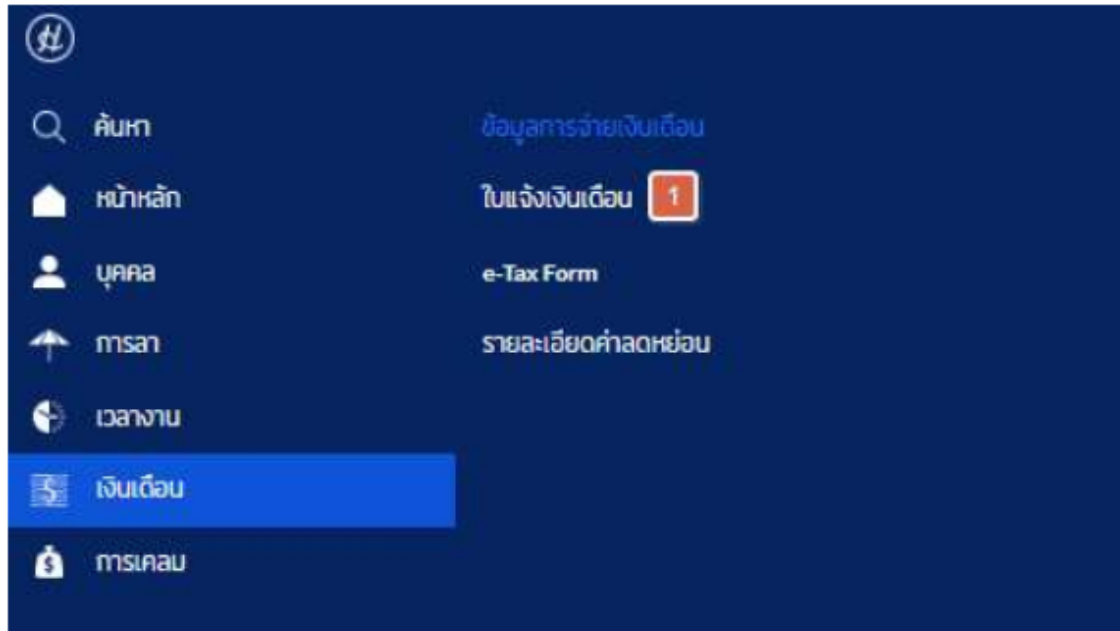 ค้นหา
หน้าหลัก
บุคคล
การลา
เวลางาน
เงินเดือน
การเคลม
ข้อมูลการจ่ายเงินเดือน
ใบแจ้งเงินเดือน 1
e-Tax Form
รายละเอียดค่าลดหย่อน